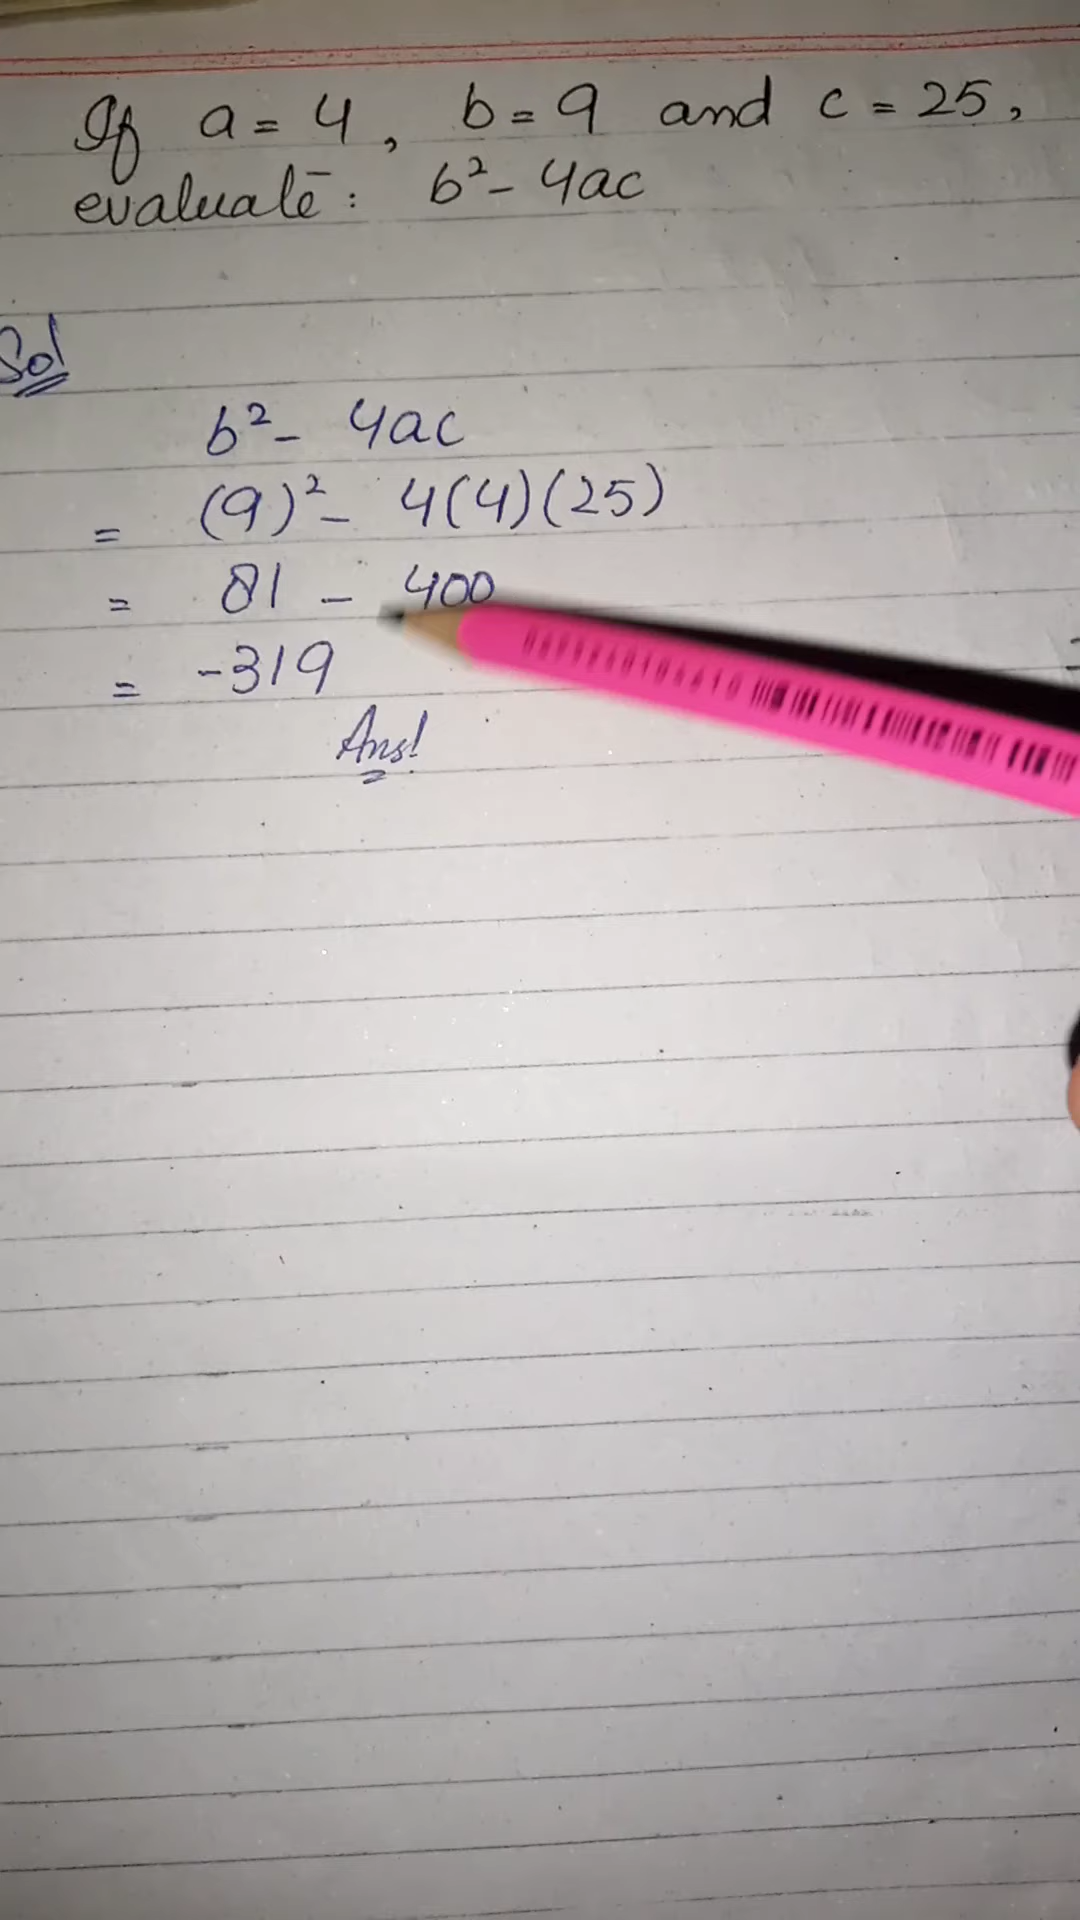 If a = 4, b = 9 and c = 25,
evaluate: b² - 4ac
Sol
b² - 4ac
= (9)² - 4(4)(25)
= 81 - 400
= -319
Ans!